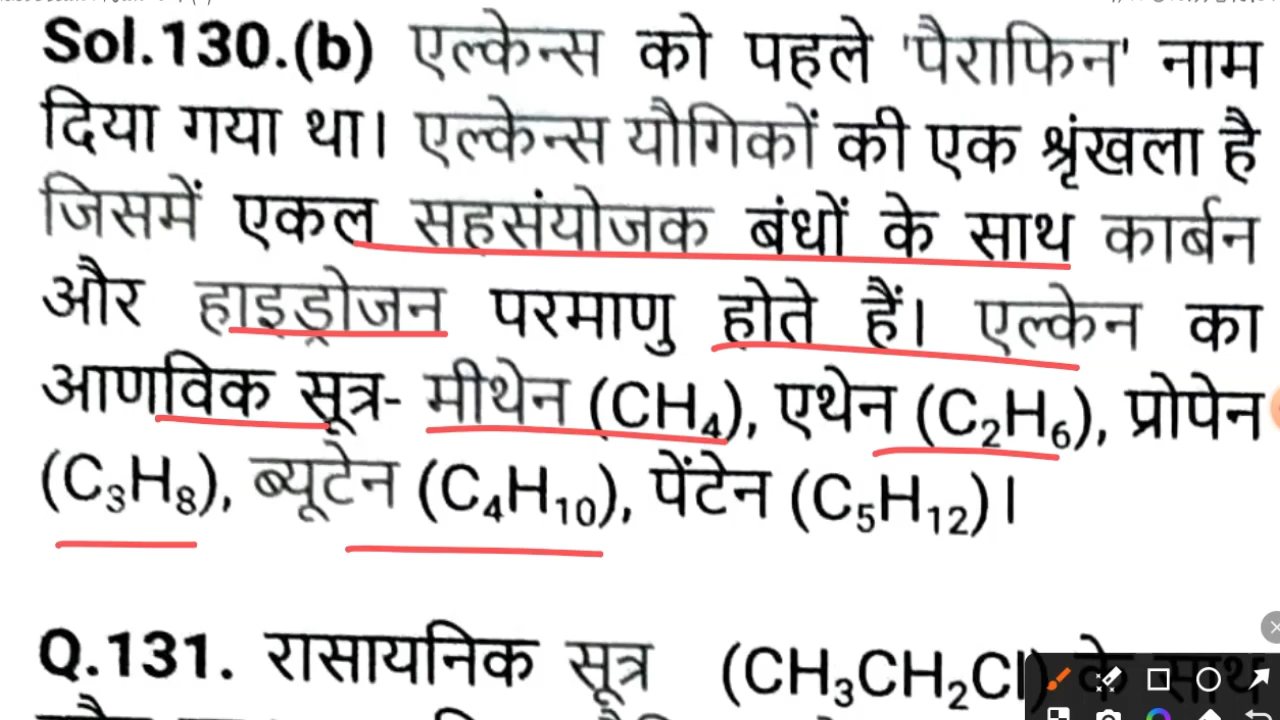 Sol.130.(b) एल्केन्स को पहले 'पैराफिन' नाम
दिया गया था। एल्केन्स यौगिकों की एक श्रृंखला है
जिसमें एकल सहसंयोजक बंधों के साथ कार्बन
और हाइड्रोजन परमाणु होते हैं। एल्केन का
आणविक सूत्र- मीथेन (CH₄), एथेन (C₂H₆), प्रोपेन
(C₃H₈), ब्यूटेन (C₄H₁₀), पेंटेन (C₅H₁₂)।
Q.131. रासायनिक सूत्र (CH₃CH₂Cl) के साथ